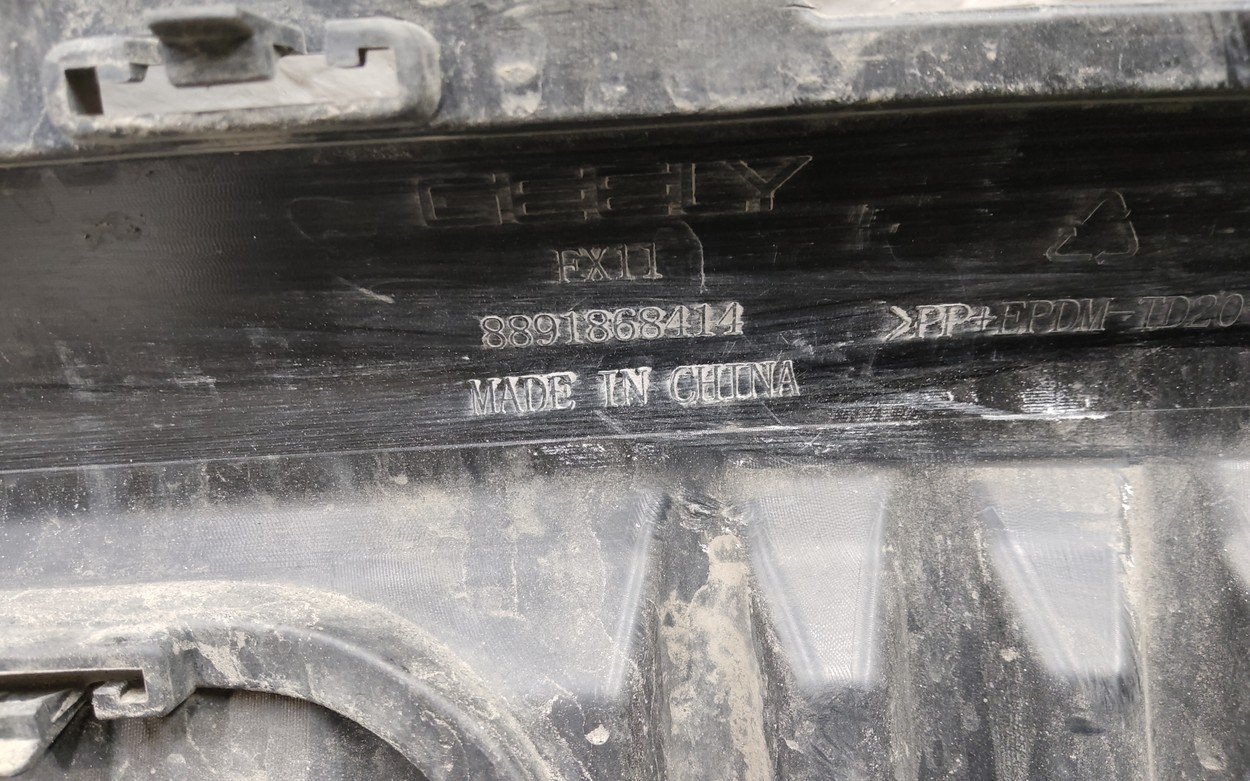 GEELY
FX11
8891868414
>PP+EPDM-TD20
MADE IN CHINA